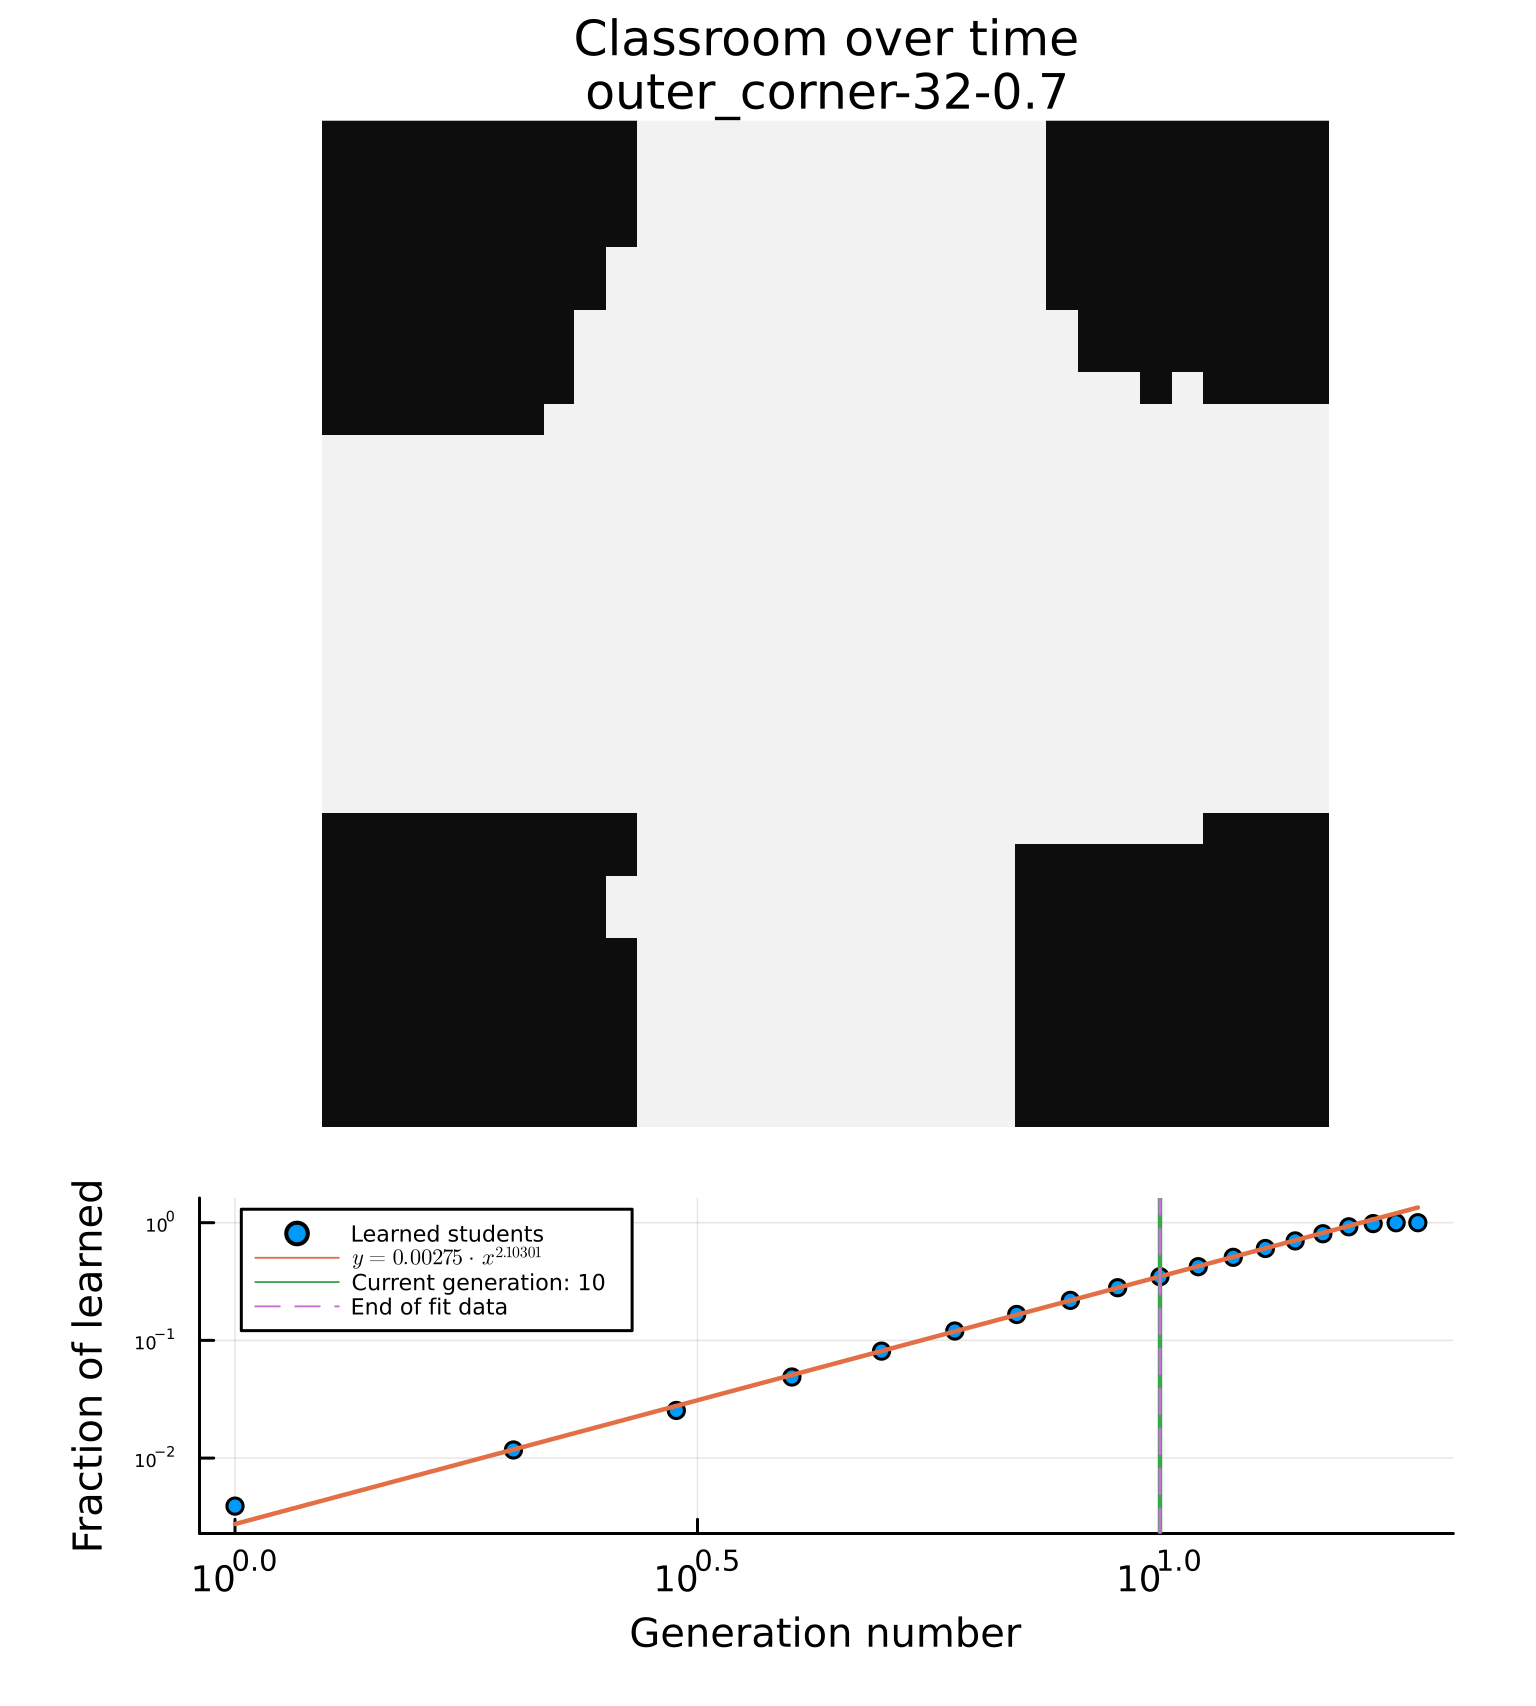 Classroom over time
outer_corner-32-0.7
Fraction of learned
10^0
10^−1
10^−2
Learned students
y = 0.00275 · x^2.10301
Current generation: 10
End of fit data
10^0.0 10^0.5 10^1.0
Generation number